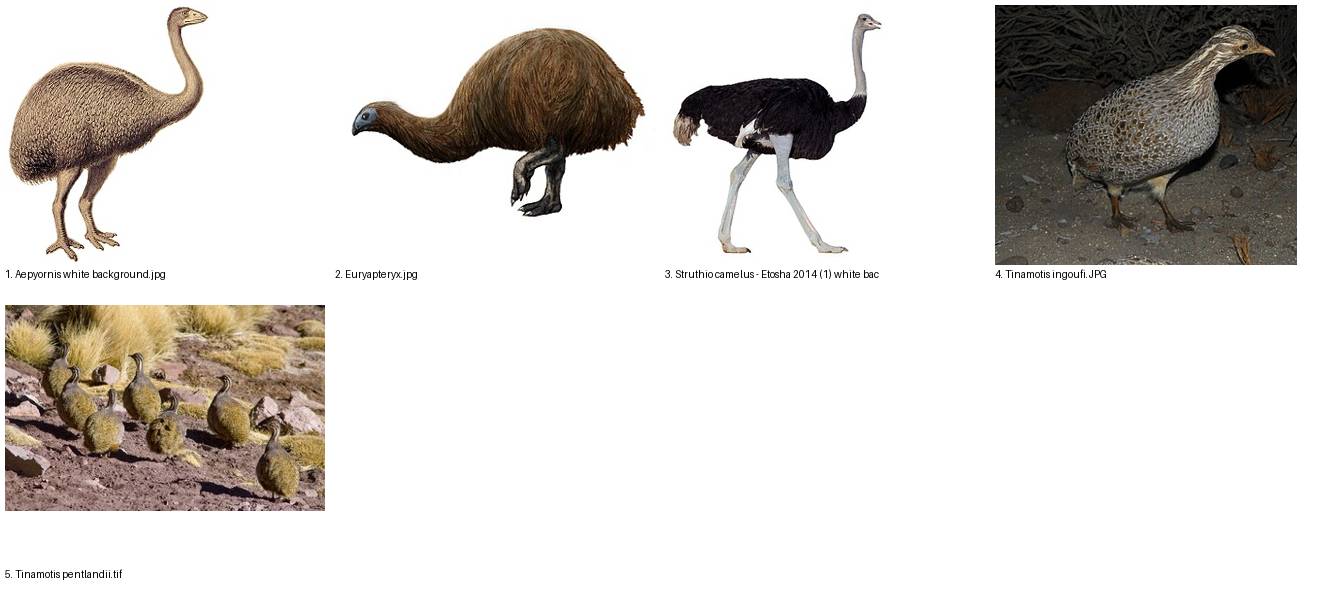 1. Aepyornis white background.jpg
2. Euryapteryx.jpg
3. Struthio camelus - Etosha 2014 (1) white bac
4. Tinamotis ingoufi.JPG
5. Tinamotis pentlandii.tif